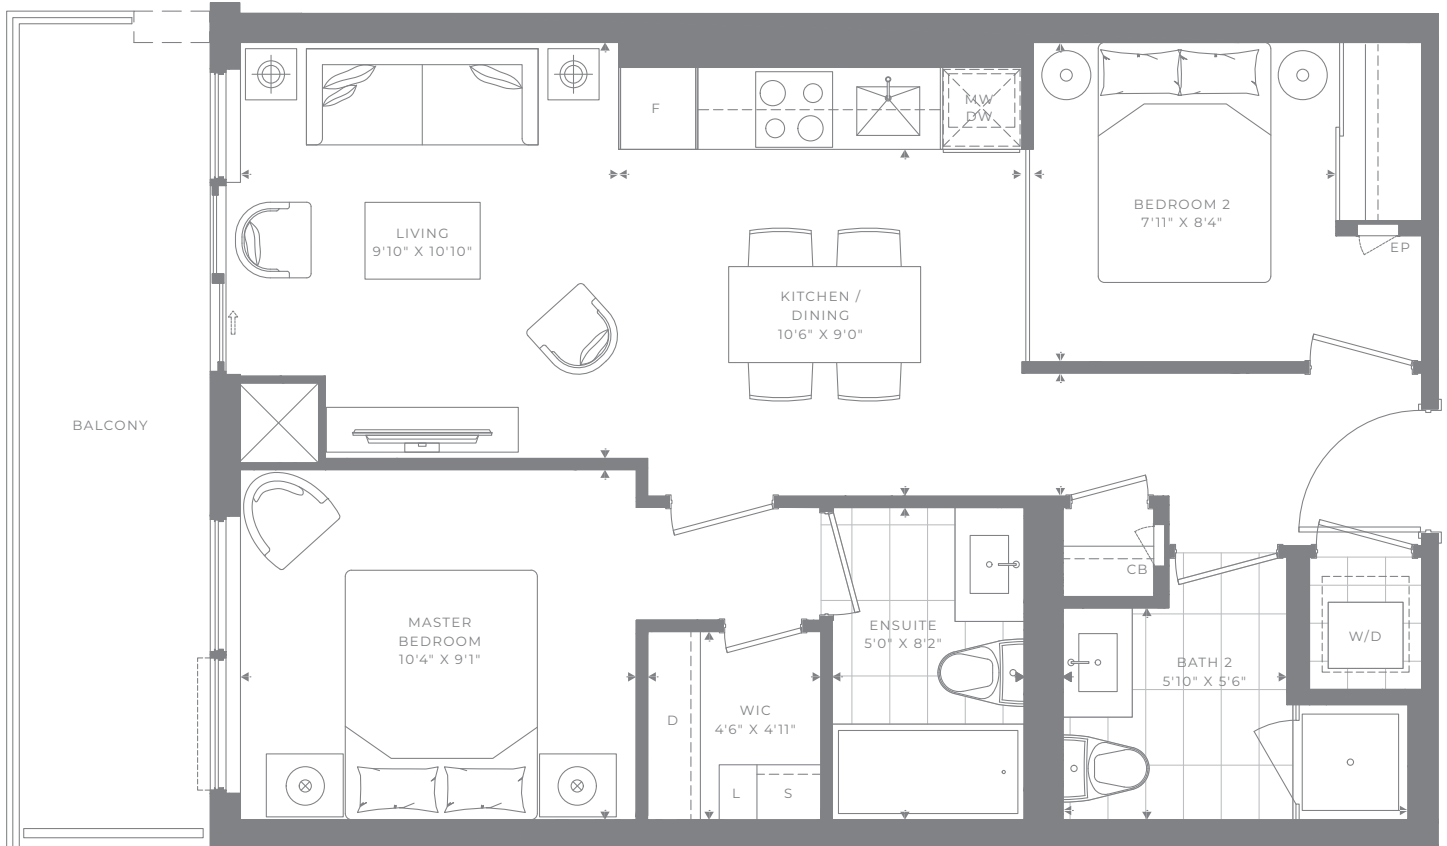 F
MW
DW
BEDROOM 2
7'11" X 8'4"
EP
LIVING
9'10" X 10'10"
KITCHEN /
DINING
10'6" X 9'0"
BALCONY
CB
MASTER
BEDROOM
10'4" X 9'1"
ENSUITE
5'0" X 8'2"
W/D
BATH 2
5'10" X 5'6"
D
WIC
4'6" X 4'11"
L
S